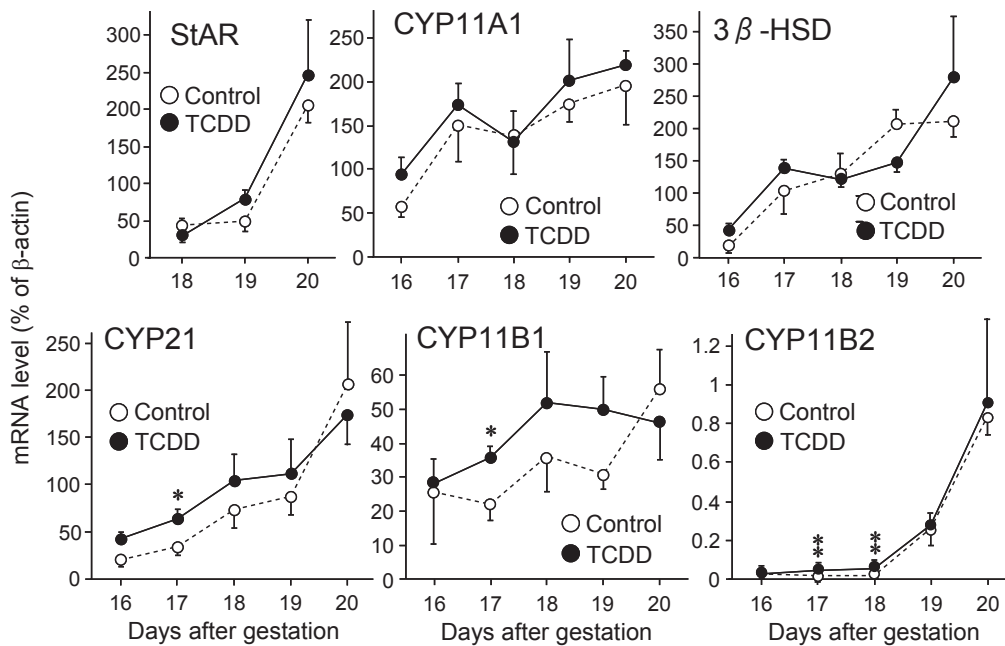 mRNA level (% of β-actin)
StAR
Control
TCDD
300
250
200
150
100
50
0
18 19 20
CYP11A1
250
200
150
100
50
0
Control
TCDD
16 17 18 19 20
3β-HSD
350
300
250
200
150
100
50
0
Control
TCDD
16 17 18 19 20
CYP21
250
200
150
100
50
0
Control
TCDD
*
16 17 18 19 20
Days after gestation
CYP11B1
60
50
40
30
20
10
0
*
Control
TCDD
16 17 18 19 20
Days after gestation
CYP11B2
1.2
1
0.8
0.6
0.4
0.2
0
Control
TCDD
** **
16 17 18 19 20
Days after gestation